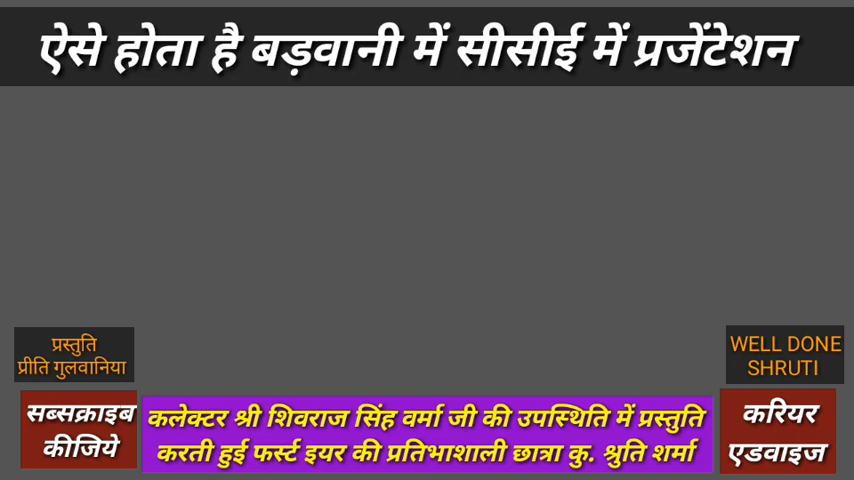 ऐसे होता है बड़वानी में सीसीई में प्रजेंटेशन
प्रस्तुति
प्रीति गुलवानिया
WELL DONE
SHRUTI
सब्सक्राइब
कीजिये
कलेक्टर श्री शिवराज सिंह वर्मा जी की उपस्थिति में प्रस्तुति
करती हुई फर्स्ट इयर की प्रतिभाशाली छात्रा कु. श्रुति शर्मा
करियर
एडवाइज